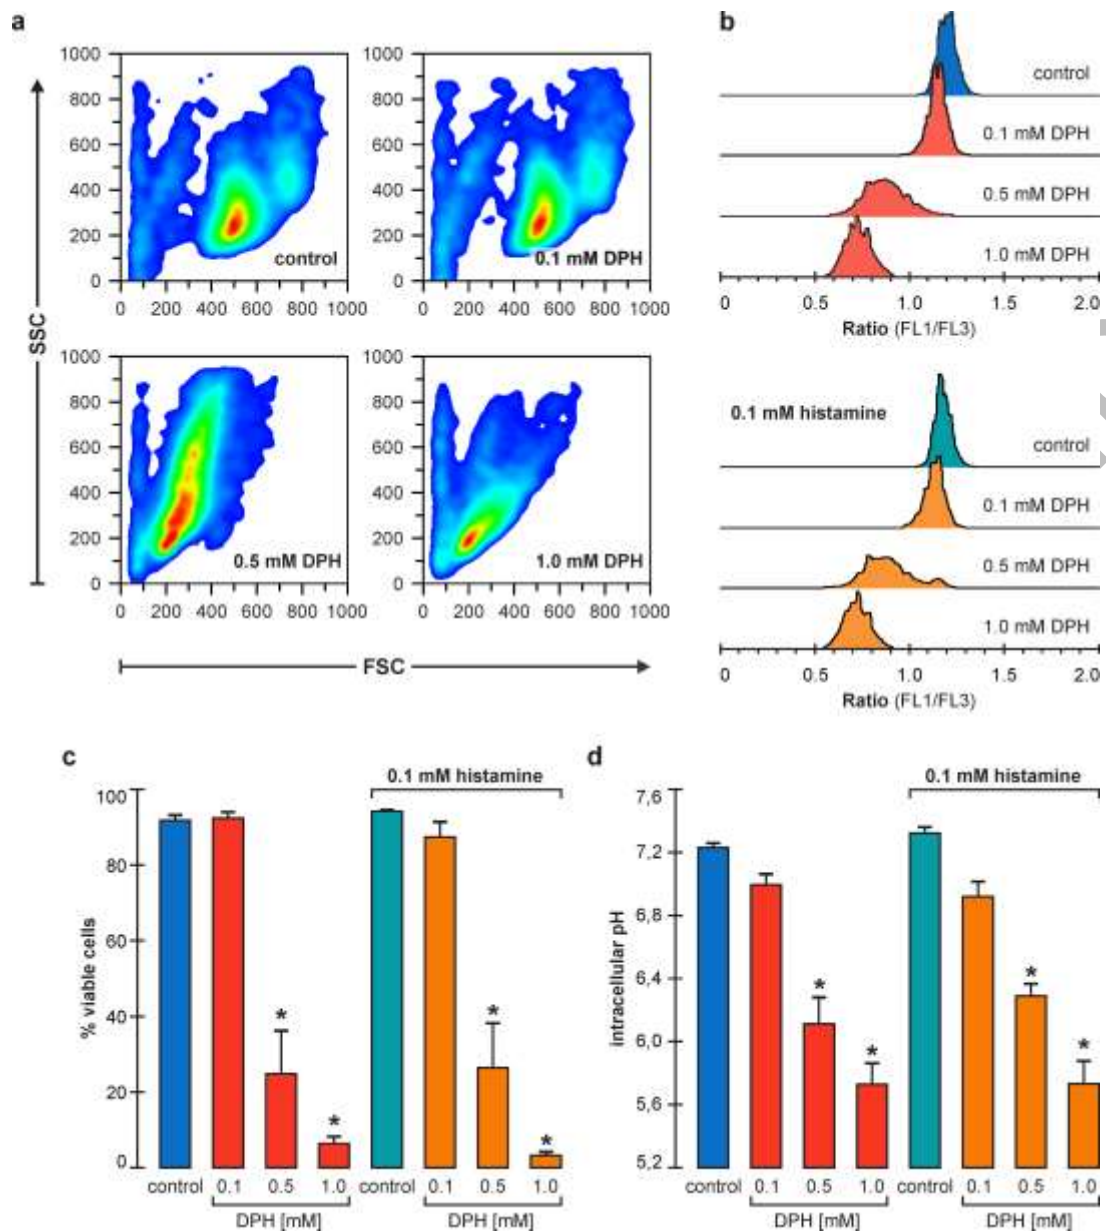 a
1000
800
600
400
200
0
control
0 200 400 600 800 1000
1000
800
600
400
200
0
0.1 mM DPH
0 200 400 600 800 1000
1000
800
600
400
200
0
0.5 mM DPH
0 200 400 600 800 1000
1000
800
600
400
200
0
1.0 mM DPH
0 200 400 600 800 1000
SSC
FSC
b
control
0.1 mM DPH
0.5 mM DPH
1.0 mM DPH
0 0.5 1.0 1.5 2.0
Ratio (FL1/FL3)
0.1 mM histamine
control
0.1 mM DPH
0.5 mM DPH
1.0 mM DPH
0 0.5 1.0 1.5 2.0
Ratio (FL1/FL3)
c
0.1 mM histamine
% viable cells
100
80
60
40
20
0
* * * *
control 0.1 0.5 1.0 control 0.1 0.5 1.0
DPH [mM] DPH [mM]
d
0.1 mM histamine
intracellular pH
7,6
7,2
6,8
6,4
6,0
5,6
5,2
* * * *
control 0.1 0.5 1.0 control 0.1 0.5 1.0
DPH [mM] DPH [mM]